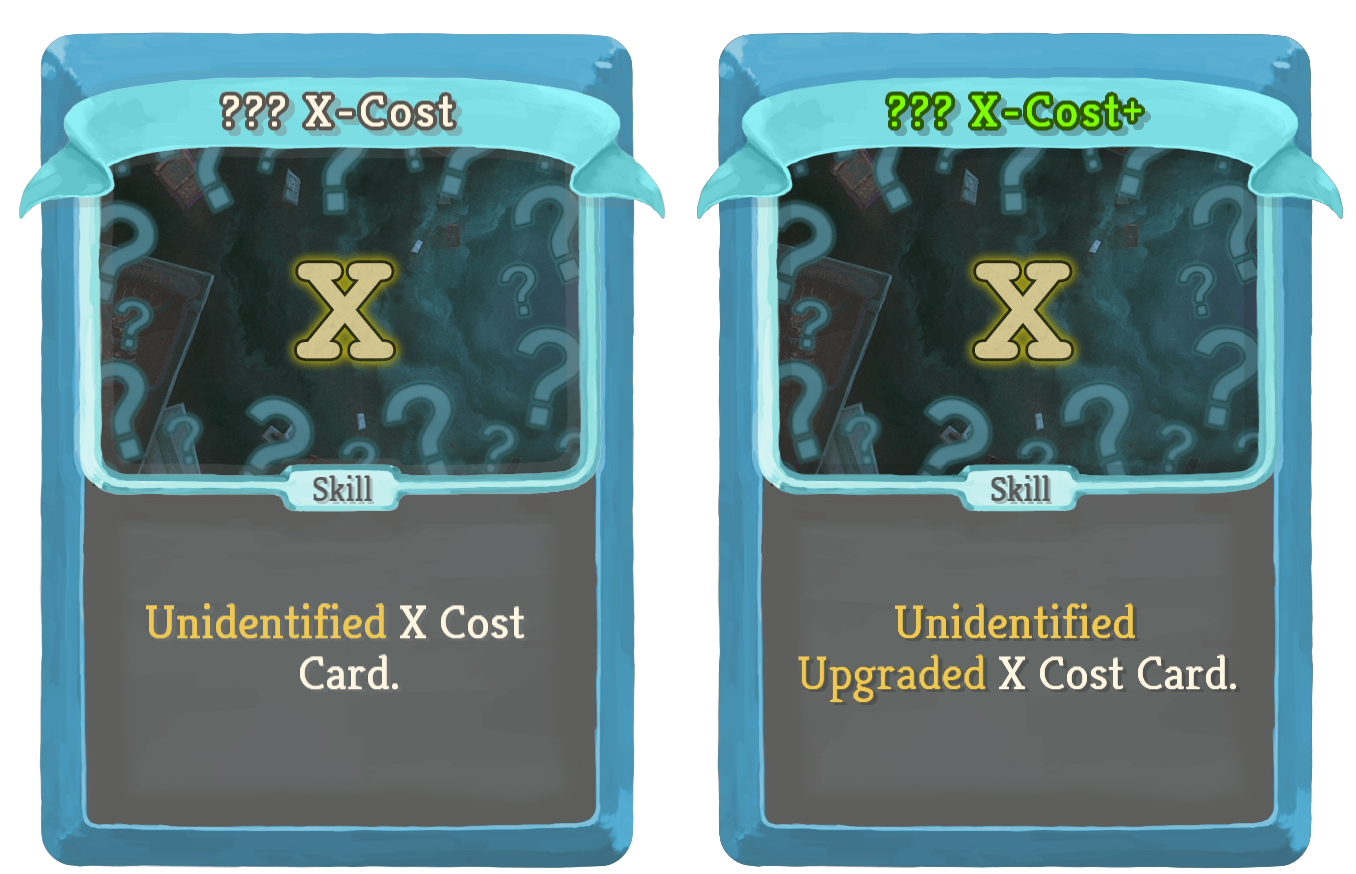 ??? X-Cost
X
Skill
Unidentified X Cost
Card.
??? X-Cost+
X
Skill
Unidentified
Upgraded X Cost Card.